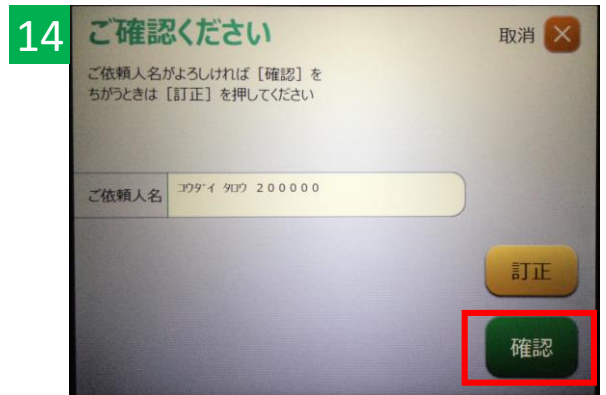 14
ご確認ください
取消
ご依頼人名がよろしければ [確認] を
ちがうときは [訂正] を押してください
ご依頼人名
コウダイ タロウ 200000
訂正
確認